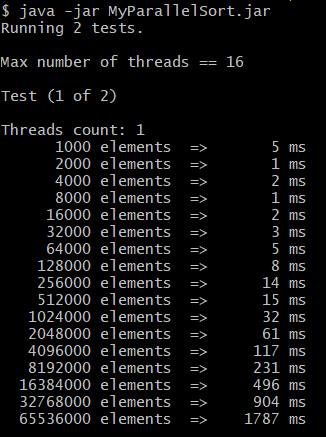 $ java -jar MyParallelSort.jar
Running 2 tests.
Max number of threads == 16
Test (1 of 2)
Threads count: 1
1000 elements => 5 ms
2000 elements => 1 ms
4000 elements => 2 ms
8000 elements => 1 ms
16000 elements => 2 ms
32000 elements => 3 ms
64000 elements => 5 ms
128000 elements => 8 ms
256000 elements => 14 ms
512000 elements => 15 ms
1024000 elements => 32 ms
2048000 elements => 61 ms
4096000 elements => 117 ms
8192000 elements => 231 ms
16384000 elements => 496 ms
32768000 elements => 904 ms
65536000 elements => 1787 ms